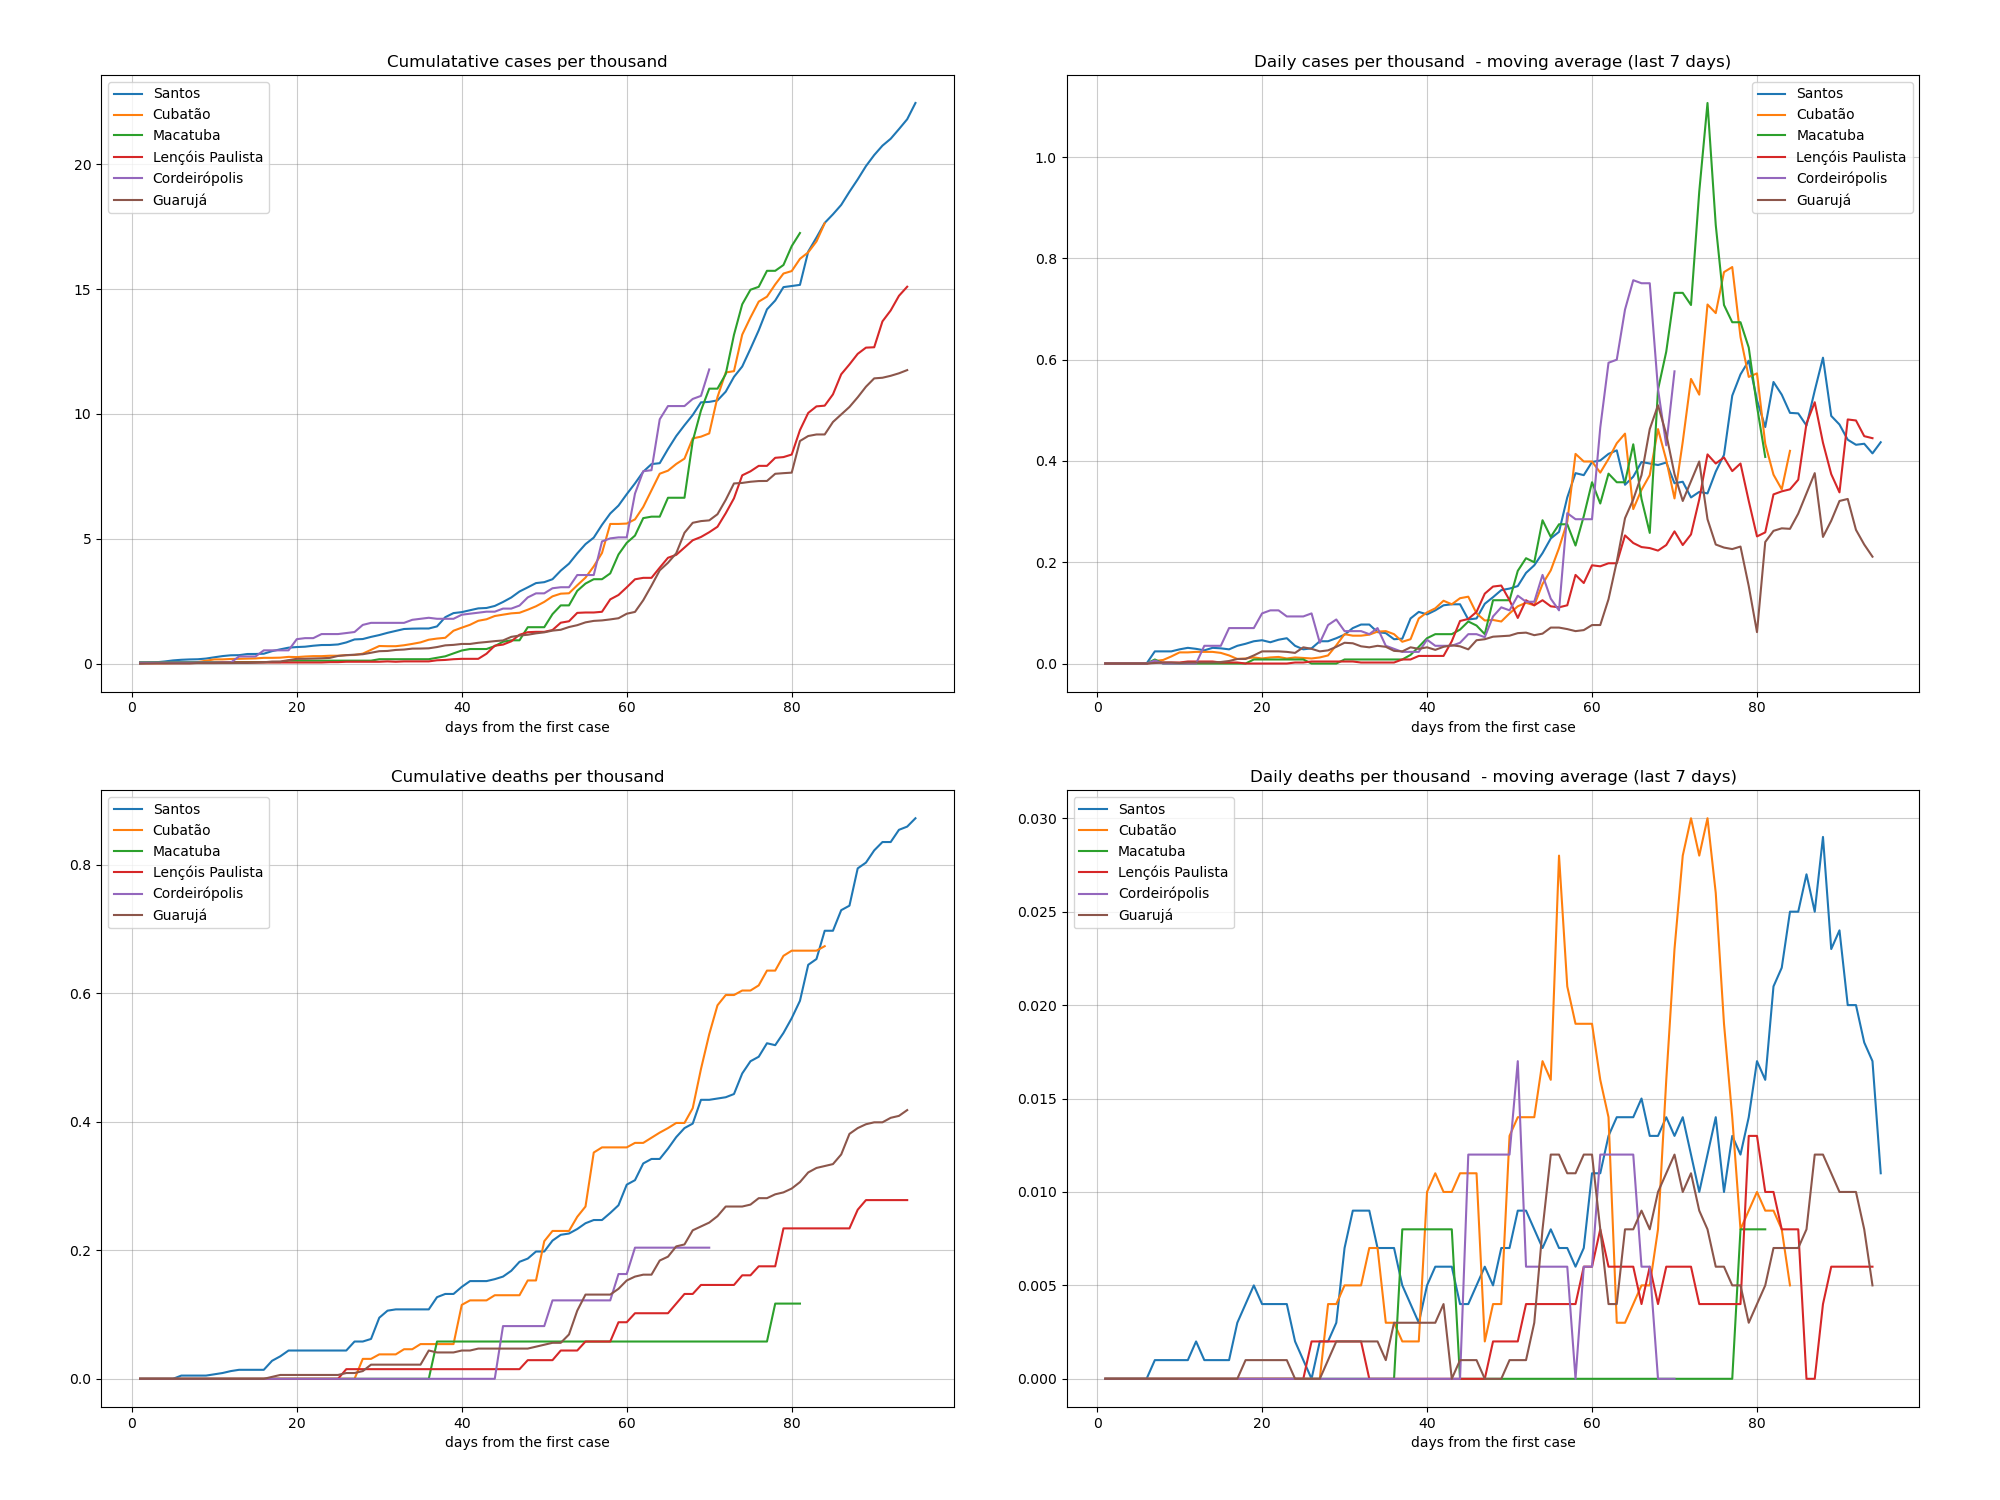 Cumulatative cases per thousand
Santos
Cubatão
Macatuba
Lençóis Paulista
Cordeirópolis
Guarujá
20
15
10
5
0
0 20 40 60 80
days from the first case
Daily cases per thousand  - moving average (last 7 days)
Santos
Cubatão
Macatuba
Lençóis Paulista
Cordeirópolis
Guarujá
1.0
0.8
0.6
0.4
0.2
0.0
0 20 40 60 80
days from the first case
Cumulative deaths per thousand
Santos
Cubatão
Macatuba
Lençóis Paulista
Cordeirópolis
Guarujá
0.8
0.6
0.4
0.2
0.0
0 20 40 60 80
days from the first case
Daily deaths per thousand  - moving average (last 7 days)
Santos
Cubatão
Macatuba
Lençóis Paulista
Cordeirópolis
Guarujá
0.030
0.025
0.020
0.015
0.010
0.005
0.000
0 20 40 60 80
days from the first case